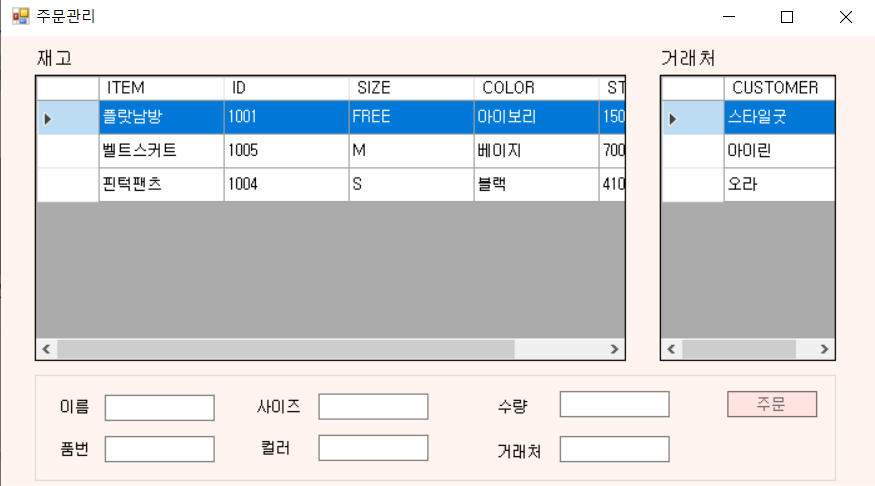 주문관리
재고 거래처
ITEM ID SIZE COLOR ST CUSTOMER
플랏남방 1001 FREE 아이보리 150 스타일굿
벨트스커트 1005 M 베이지 700 아이린
핀턱팬츠 1004 S 블랙 410 오라
이름 사이즈 수량 주문
품번 컬러 거래처